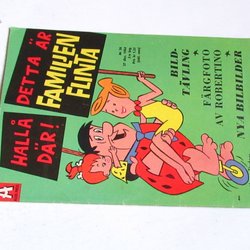 HALLÅ
DÄR!
DETTA ÄR
FAMILJEN
FLINTA
BILD-
TÄVLING
FÄRGFOTO
AV ROBERTINO
NYA BILBILDER
A